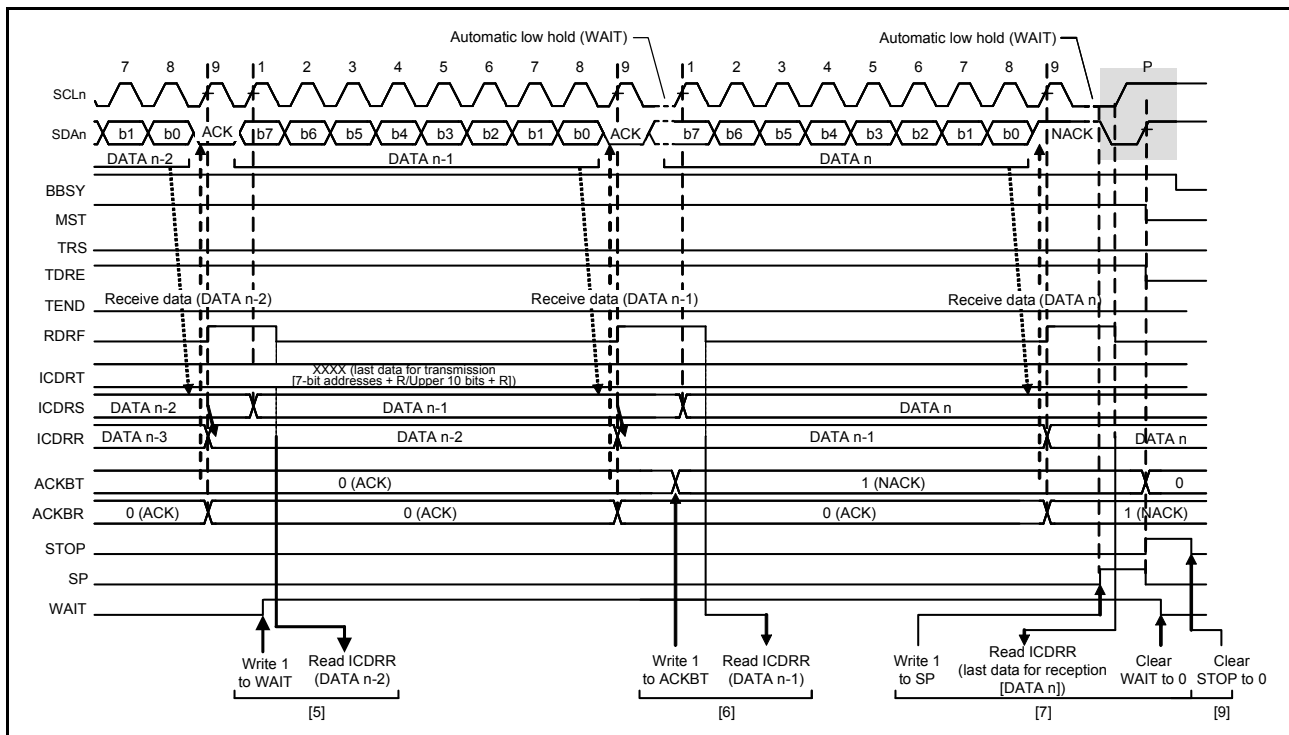 Automatic low hold (WAIT)
Automatic low hold (WAIT)
7 8 9 1 2 3 4 5 6 7 8 9 1 2 3 4 5 6 7 8 9 P
SCLn
SDAn b1 b0 ACK b7 b6 b5 b4 b3 b2 b1 b0 ACK b7 b6 b5 b4 b3 b2 b1 b0 NACK
DATA n-2 DATA n-1 DATA n
BBSY
MST
TRS
TDRE
Receive data (DATA n-2) Receive data (DATA n-1) Receive data (DATA n)
TEND
RDRF
XXXX (last data for transmission
[7-bit addresses + R/Upper 10 bits + R])
ICDRT
ICDRS DATA n-2 DATA n-1 DATA n
ICDRR DATA n-3 DATA n-2 DATA n-1 DATA n
ACKBT 0 (ACK) 1 (NACK) 0
ACKBR 0 (ACK) 0 (ACK) 0 (ACK) 1 (NACK)
STOP
SP
WAIT
Write 1
to WAIT
Read ICDRR
(DATA n-2)
[5]
Write 1
to ACKBT
Read ICDRR
(DATA n-1)
[6]
Write 1
to SP
Read ICDRR
(last data for reception
[DATA n])
Clear
WAIT to 0
[7]
Clear
STOP to 0
[9]